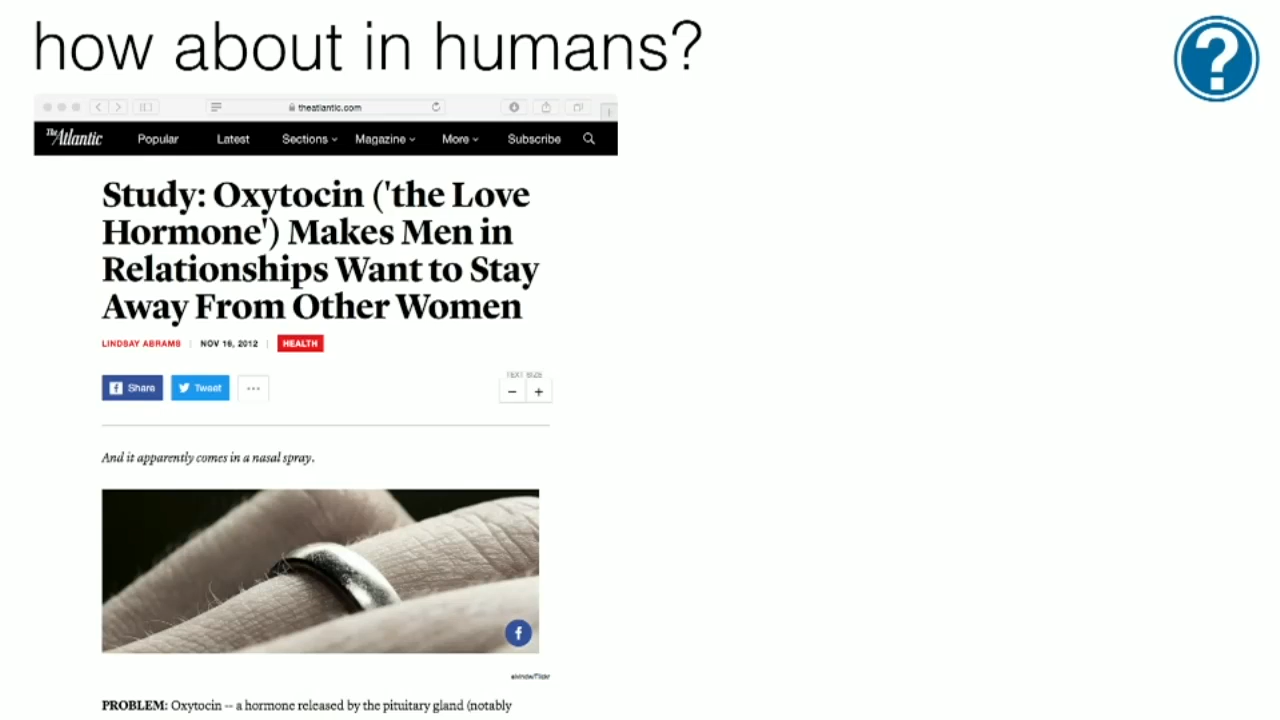 how about in humans?
?
theatlantic.com
The Atlantic Popular Latest Sections Magazine More Subscribe
Study: Oxytocin ('the Love
Hormone') Makes Men in
Relationships Want to Stay
Away From Other Women
LINDSAY ABRAMS | NOV 16, 2012 | HEALTH
f Share Tweet ...
TEXT SIZE
− +
And it apparently comes in a nasal spray.
f
PROBLEM: Oxytocin -- a hormone released by the pituitary gland (notably